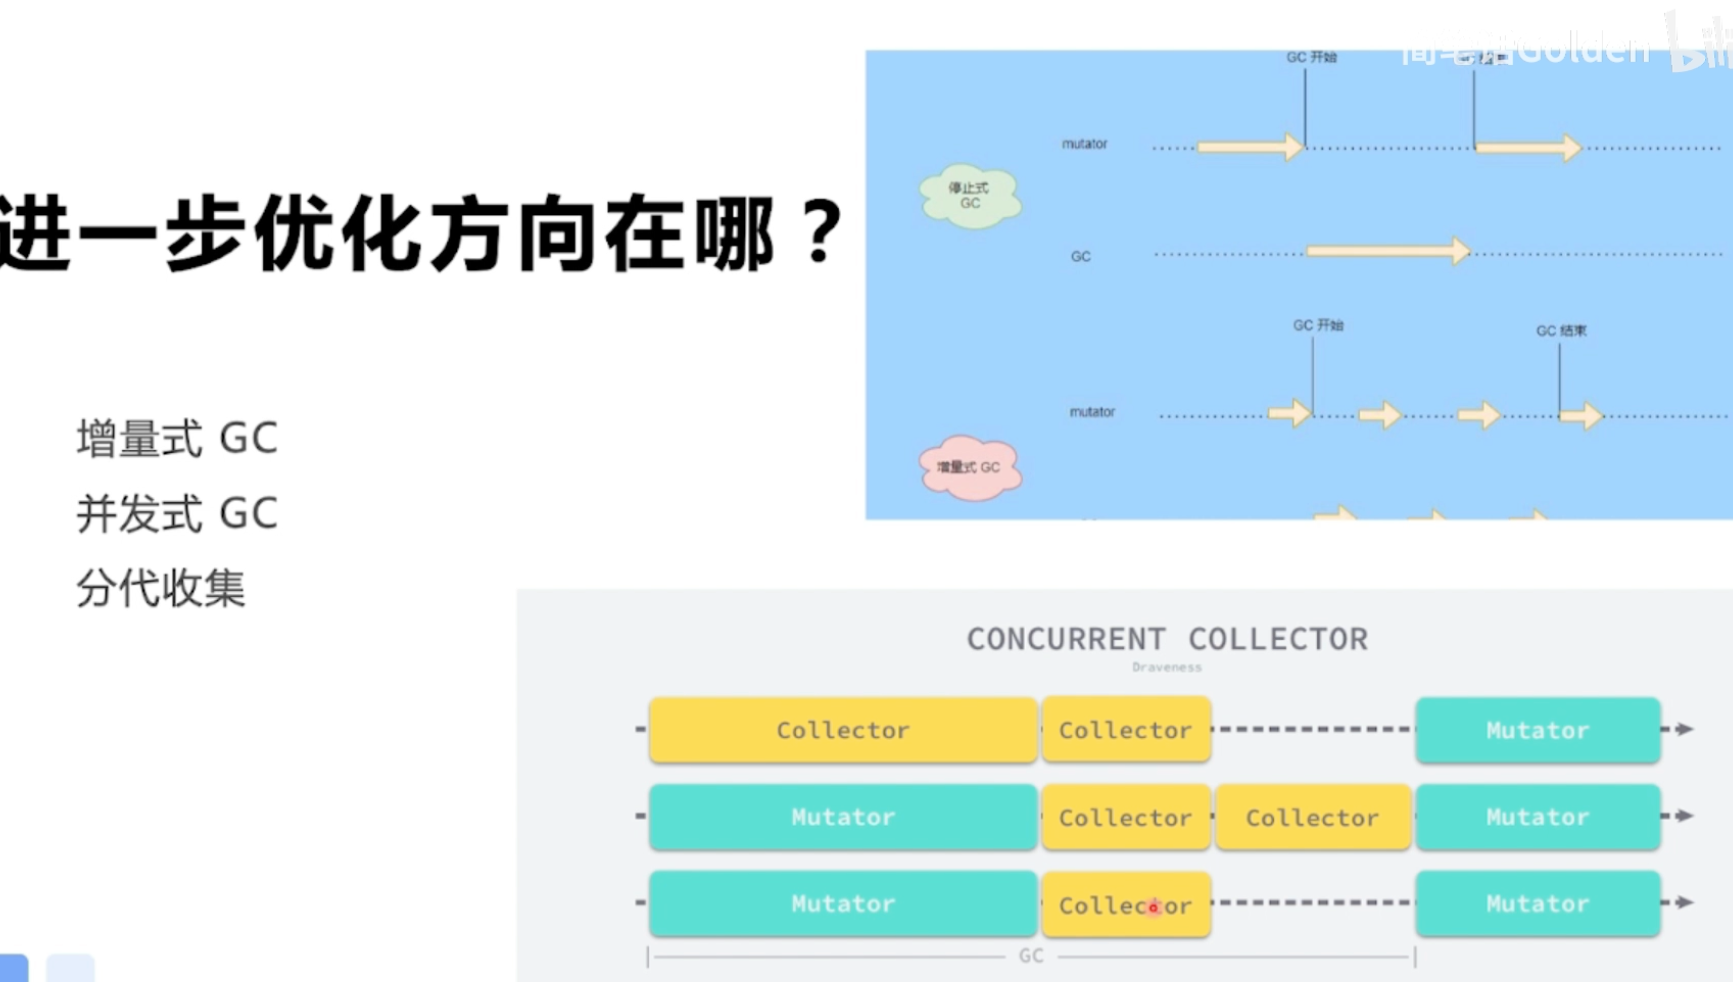 进一步优化方向在哪？
增量式 GC
并发式 GC
分代收集
Golden
GC 开始
mutator
停止式
GC
GC
GC 开始
GC 结束
mutator
增量式 GC
CONCURRENT COLLECTOR
Draveness
Collector
Collector
Mutator
Mutator
Collector
Collector
Mutator
Mutator
Collector
Mutator
GC